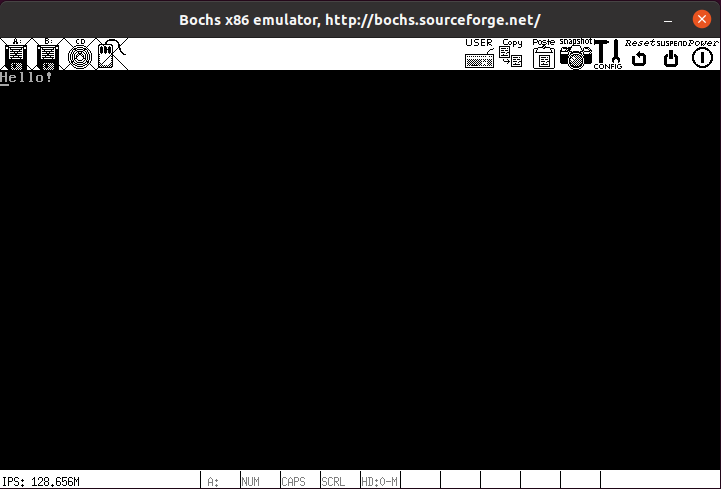 Bochs x86 emulator, http://bochs.sourceforge.net/
A: B: CD USER Copy Paste snapshot CONFIG Reset SUSPEND Power
Hello!
IPS: 128.656M A: NUM CAPS SCRL HD:0-M